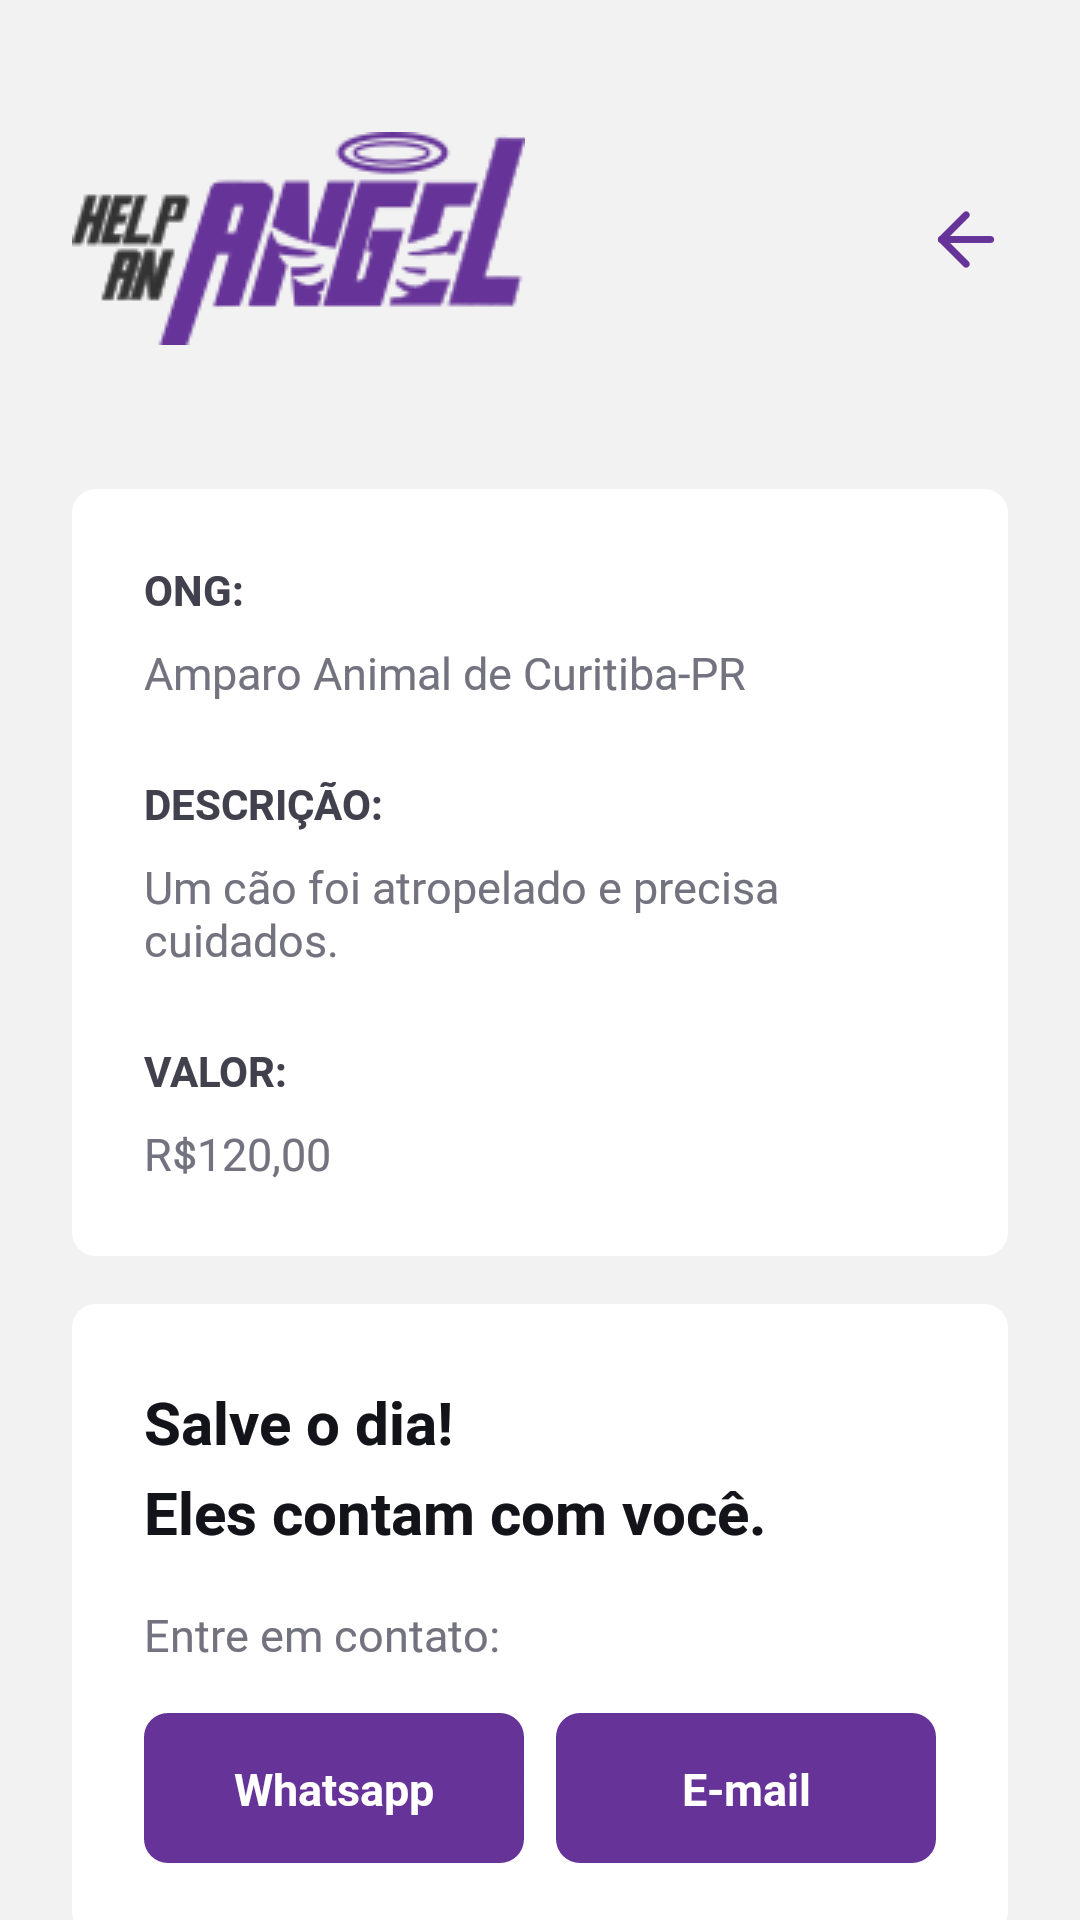 HELP
AN
ANGEL
ONG:
Amparo Animal de Curitiba-PR
DESCRIÇÃO:
Um cão foi atropelado e precisa
cuidados.
VALOR:
R$120,00
Salve o dia!
Eles contam com você.
Entre em contato:
Whatsapp
E-mail